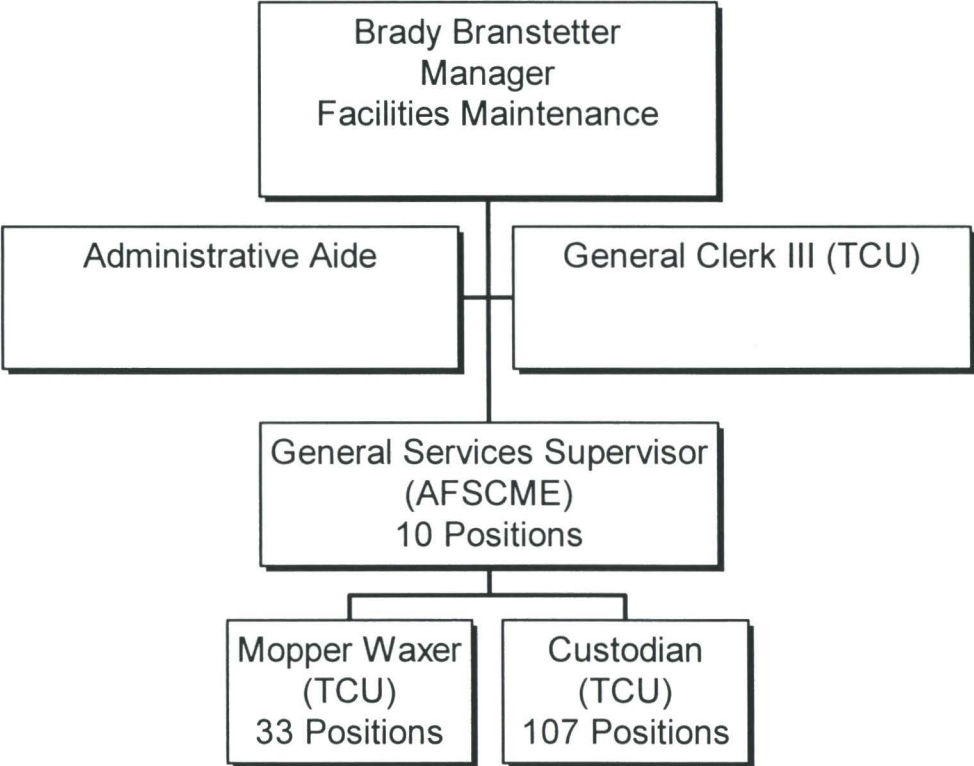 Brady Branstetter
Manager
Facilities Maintenance
Administrative Aide
General Clerk III (TCU)
General Services Supervisor
(AFSCME)
10 Positions
Mopper Waxer
(TCU)
33 Positions
Custodian
(TCU)
107 Positions